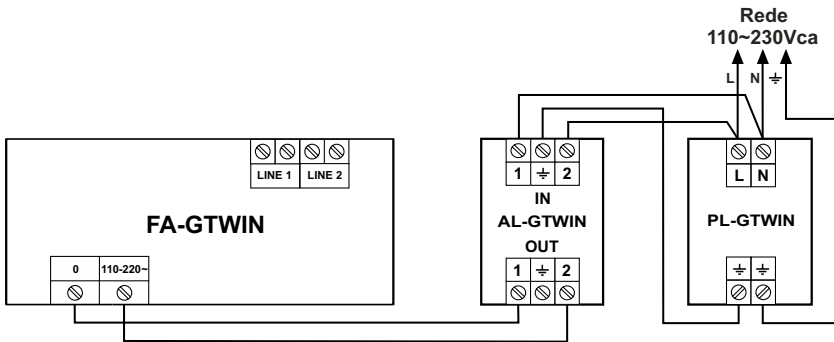 Rede
110~230Vca
L N ⏚
LINE 1 LINE 2
FA-GTWIN
0 110-220~
1 ⏚ 2
IN
AL-GTWIN
OUT
1 ⏚ 2
L N
PL-GTWIN
⏚ ⏚